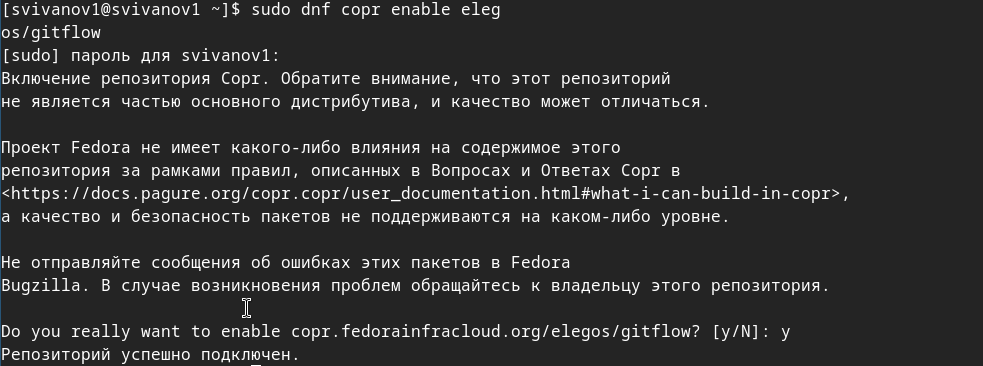 [svivanov1@svivanov1 ~]$ sudo dnf copr enable eleg
os/gitflow
[sudo] пароль для svivanov1:
Включение репозитория Copr. Обратите внимание, что этот репозиторий
не является частью основного дистрибутива, и качество может отличаться.
Проект Fedora не имеет какого-либо влияния на содержимое этого
репозитория за рамками правил, описанных в Вопросах и Ответах Copr в
<https://docs.pagure.org/copr.copr/user_documentation.html#what-i-can-build-in-copr>,
а качество и безопасность пакетов не поддерживаются на каком-либо уровне.
Не отправляйте сообщения об ошибках этих пакетов в Fedora
Bugzilla. В случае возникновения проблем обращайтесь к владельцу этого репозитория.
Do you really want to enable copr.fedorainfracloud.org/elegos/gitflow? [y/N]: y
Репозиторий успешно подключен.